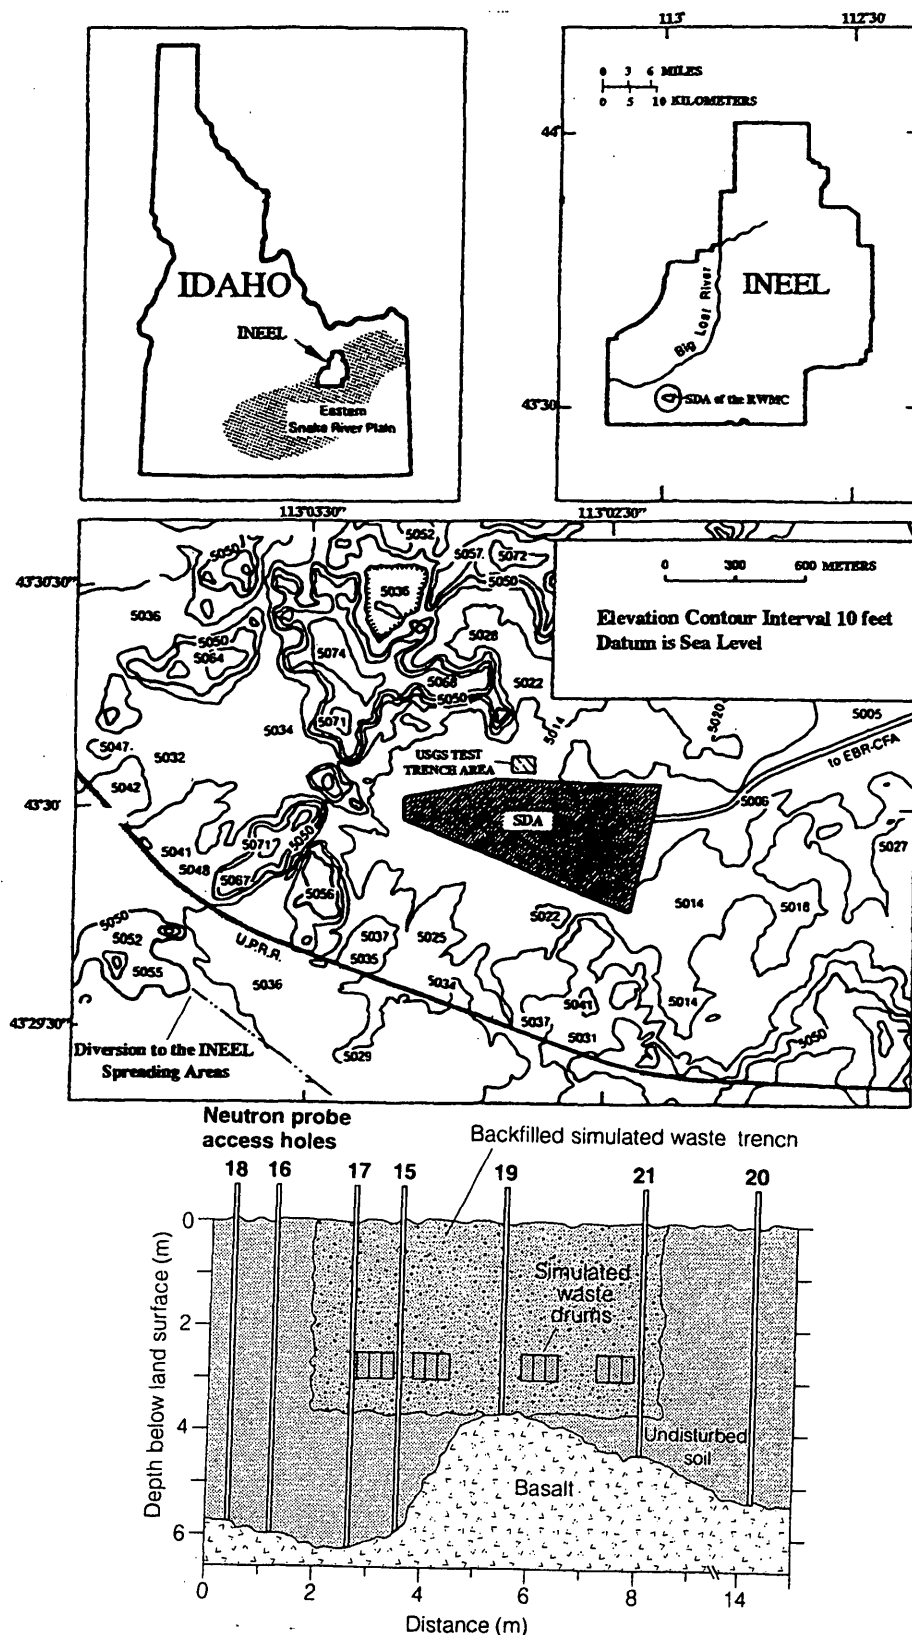 IDAHO
INEEL
Eastern
Snake River Plain
113°
112°30'
0 3 6 MILES
0 5 10 KILOMETERS
44°
Big Lost River
INEEL
43°30'
SDA of the RWMC
113°03'30"
113°02'30"
43°30'30"
5050
5052
5057
5072
5050
5036
5036
5050
5064
5074
5028
5068
5050
5022
0 300 600 METERS
Elevation Contour Interval 10 feet
Datum is Sea Level
5034
5071
5014
5020
5005
5047
5032
USGS TEST
TRENCH AREA
to EBR-CFA
5042
43°30'
5006
SDA
5041
5071
5050
5027
5048
5067
5056
5022
5014
5018
5050
5052
U.P.R.R.
5037
5025
5055
5035
5036
5034
5041
5014
43°29'30"
5037
5031
5050
Diversion to the INEEL
Spreading Areas
5029
Neutron probe
access holes
Backfilled simulated waste trench
18 16 17 15 19 21 20
Simulated
waste
drums
Undisturbed
soil
Basalt
Depth below land surface (m)
0
2
4
6
0 2 4 6 8 14
Distance (m)